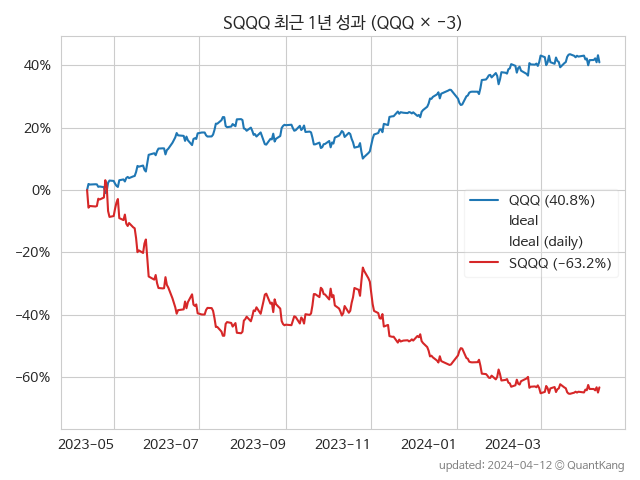 SQQQ 최근 1년 성과 (QQQ × −3)
40%
20%
0%
−20%
−40%
−60%
QQQ (40.8%)
Ideal
Ideal (daily)
SQQQ (−63.2%)
2023-05
2023-07
2023-09
2023-11
2024-01
2024-03
updated: 2024-04-12 © QuantKang